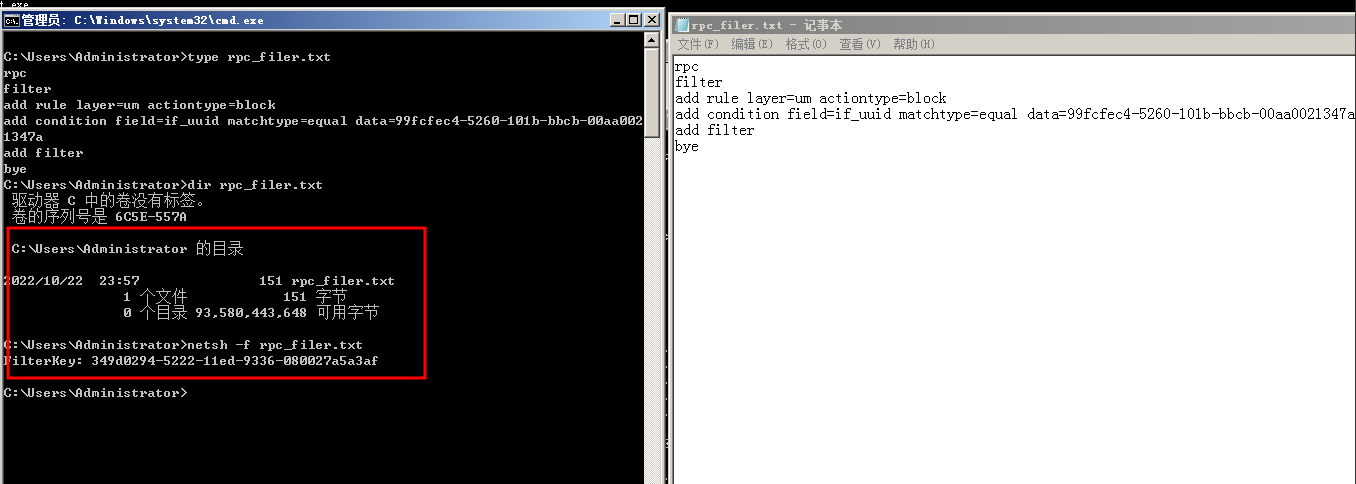 t exe
管理员: C:\Windows\system32\cmd.exe
C:\Users\Administrator>type rpc_filer.txt
rpc
filter
add rule layer=um actiontype=block
add condition field=if_uuid matchtype=equal data=99fcfec4-5260-101b-bbcb-00aa002
1347a
add filter
bye
C:\Users\Administrator>dir rpc_filer.txt
驱动器 C 中的卷没有标签。
卷的序列号是 6C5E-557A
C:\Users\Administrator 的目录
2022/10/22  23:57               151 rpc_filer.txt
1 个文件            151 字节
0 个目录 93,580,443,648 可用字节
C:\Users\Administrator>netsh -f rpc_filer.txt
FilterKey: 349d0294-5222-11ed-9336-080027a5a3af
C:\Users\Administrator>
rpc_filer.txt - 记事本
文件(F) 编辑(E) 格式(O) 查看(V) 帮助(H)
rpc
filter
add rule layer=um actiontype=block
add condition field=if_uuid matchtype=equal data=99fcfec4-5260-101b-bbcb-00aa0021347a
add filter
bye